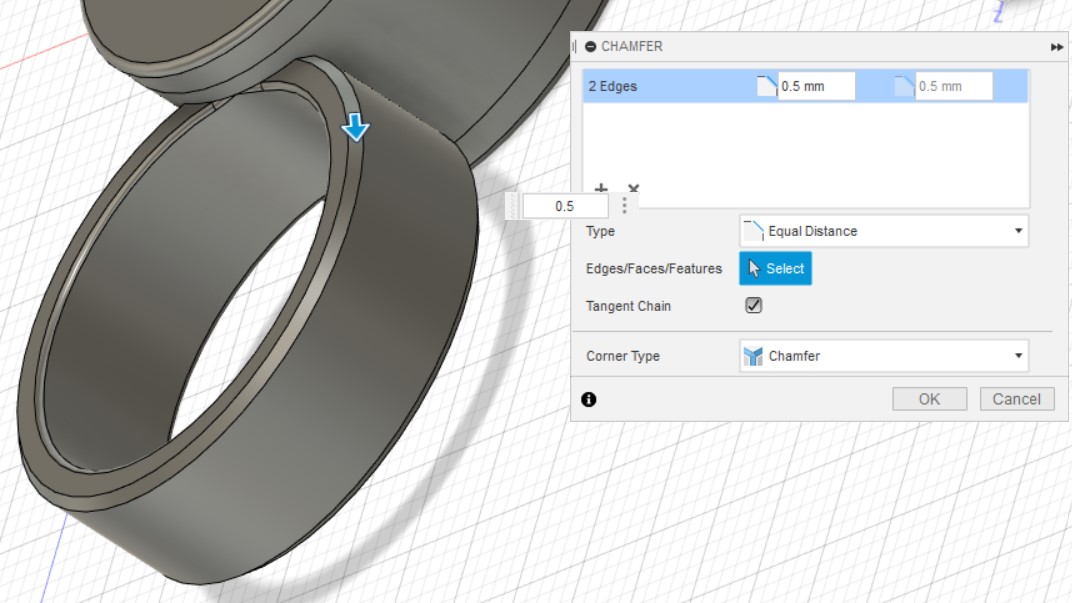 Z
CHAMFER
2 Edges 0.5 mm 0.5 mm
0.5
Type Equal Distance
Edges/Faces/Features Select
Tangent Chain
Corner Type Chamfer
OK Cancel